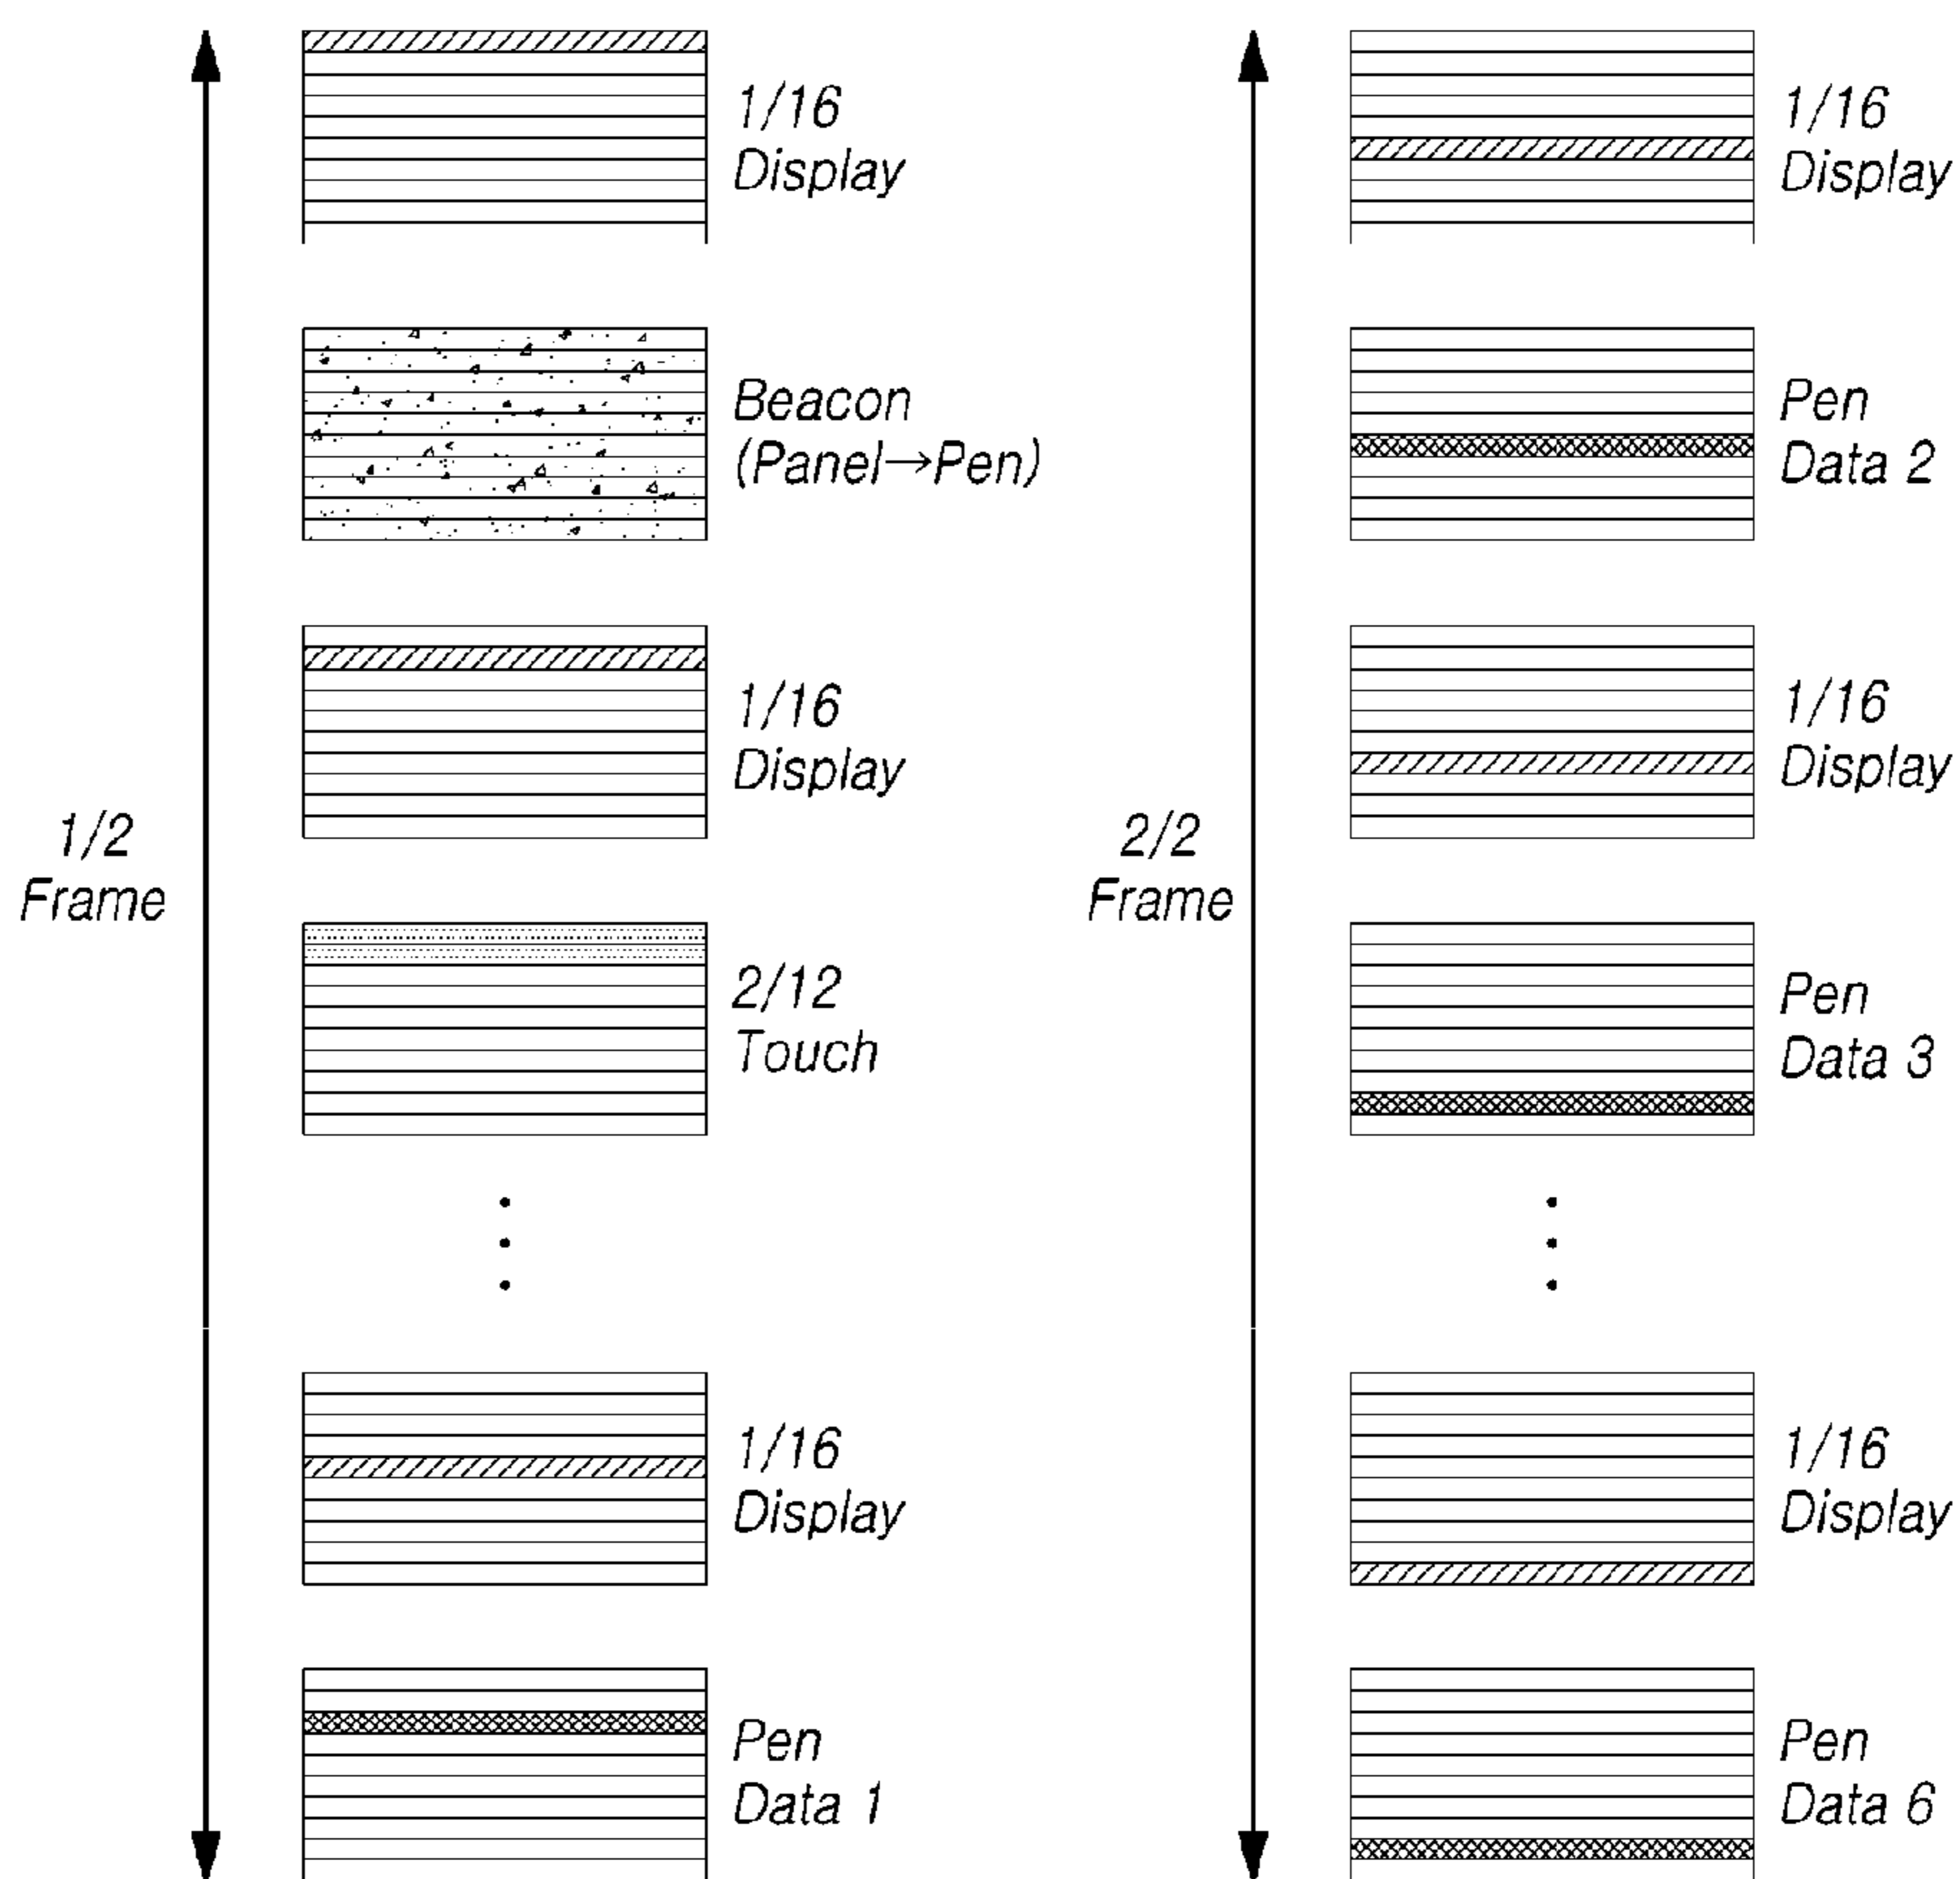 1/2
Frame
1/16
Display
Beacon
(Panel→Pen)
1/16
Display
2/12
Touch
1/16
Display
Pen
Data 1
2/2
Frame
1/16
Display
Pen
Data 2
1/16
Display
Pen
Data 3
1/16
Display
Pen
Data 6